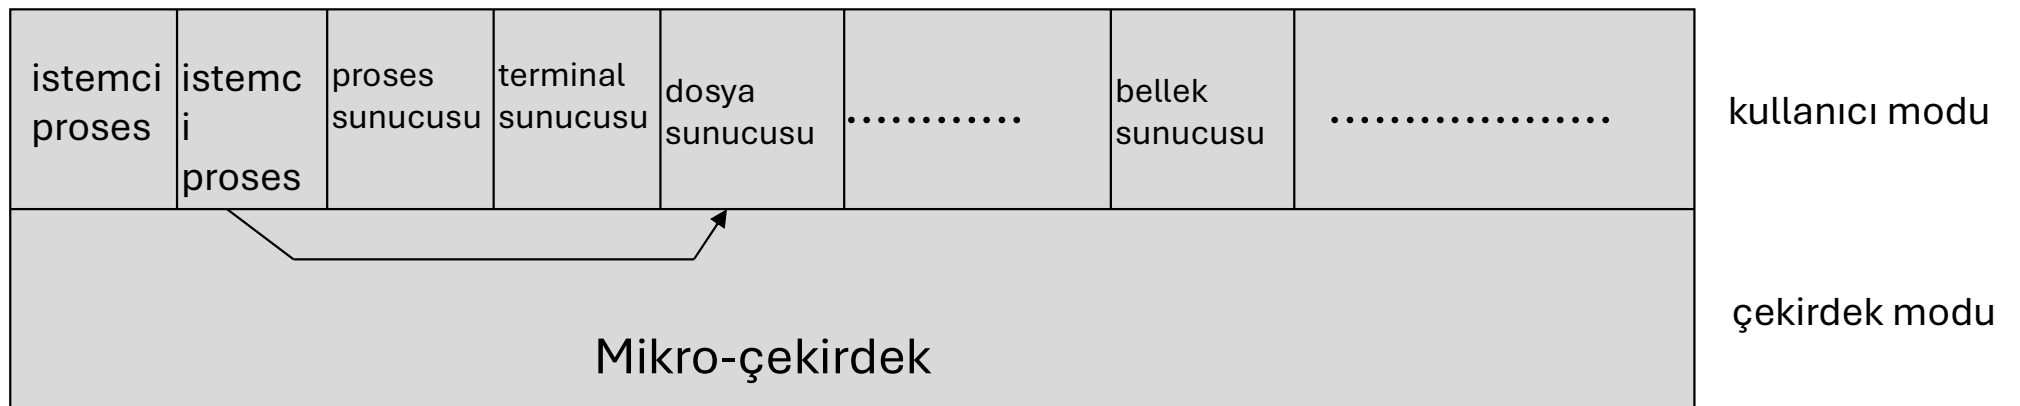 istemci
proses
istemc
i
proses
proses
sunucusu
terminal
sunucusu
dosya
sunucusu
............
bellek
sunucusu
...................
kullanıcı modu
çekirdek modu
Mikro-çekirdek